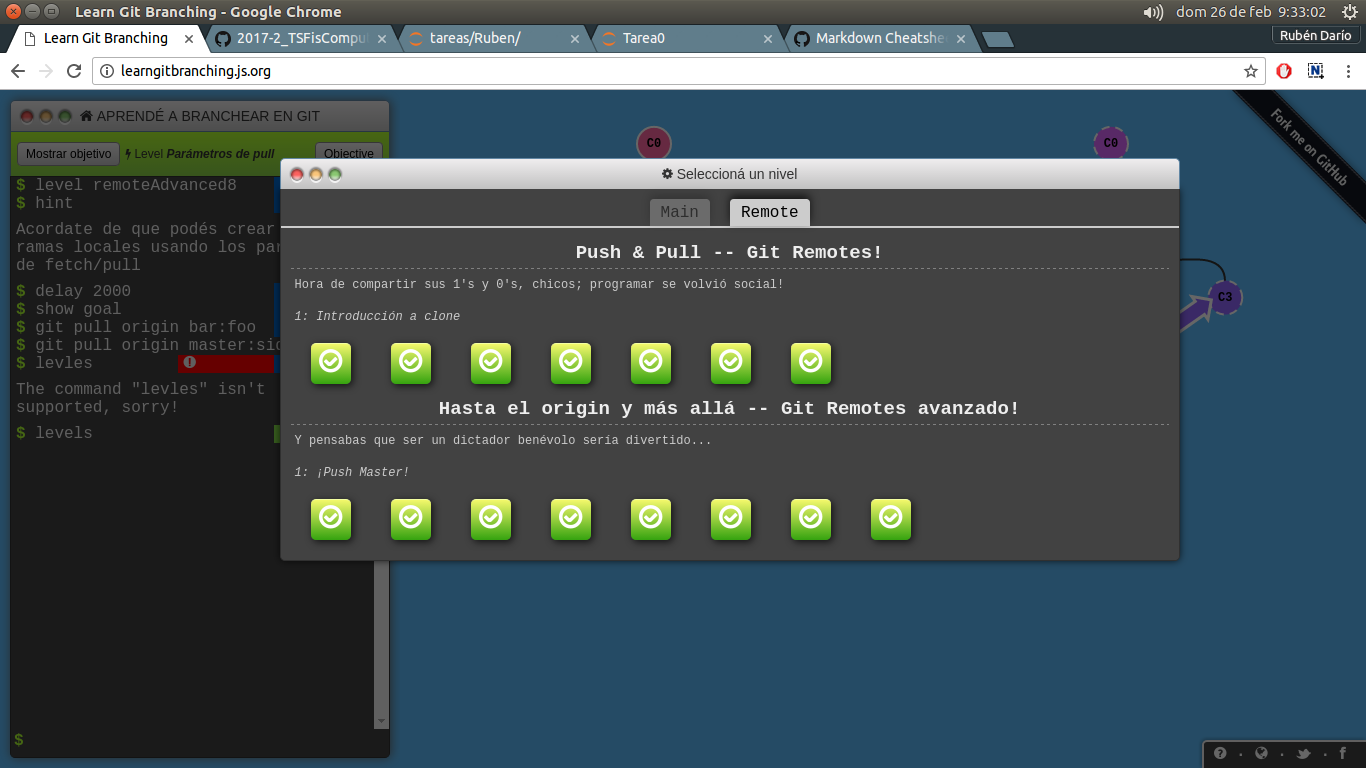 Learn Git Branching - Google Chrome
dom 26 de feb 9:33:02
Learn Git Branching
2017-2_TSFisCompu
tareas/Ruben/
Tarea0
Markdown Cheatshe
Rubén Darío
learngitbranching.js.org
APRENDÉ A BRANCHEAR EN GIT
Mostrar objetivo
Level Parámetros de pull
Objective
$ level remoteAdvanced8
$ hint
Acordate de que podés crear
ramas locales usando los par
de fetch/pull
$ delay 2000
$ show goal
$ git pull origin bar:foo
$ git pull origin master:sid
$ levles
The command "levles" isn't
supported, sorry!
$ levels
$
C0
C0
C3
Fork me on GitHub
Seleccioná un nivel
Main
Remote
Push & Pull -- Git Remotes!
Hora de compartir sus 1's y 0's, chicos; programar se volvió social!
1: Introducción a clone
Hasta el origin y más allá -- Git Remotes avanzado!
Y pensabas que ser un dictador benévolo sería divertido...
1: ¡Push Master!